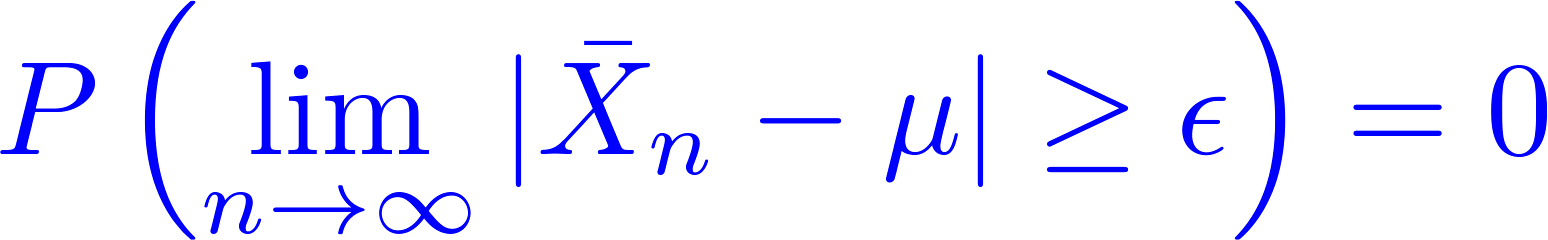 P ( lim_{n→∞} |X̄_n − μ| ≥ ϵ ) = 0